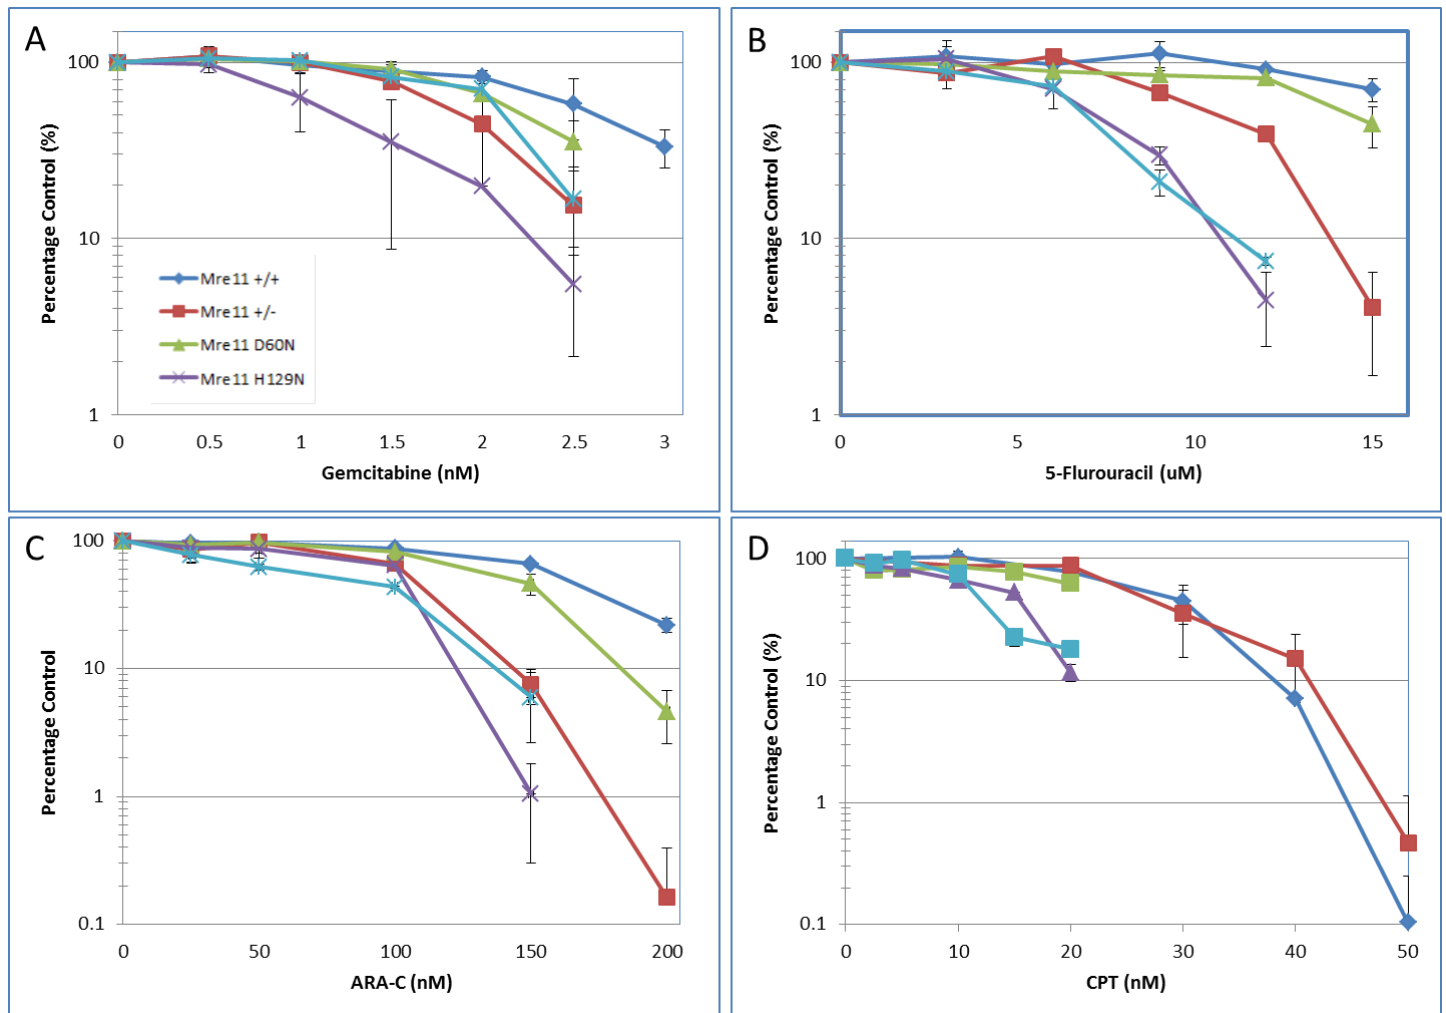 A
Percentage Control (%)
100
10
1
Mre11 +/+
Mre11 +/-
Mre11 D60N
Mre11 H129N
0 0.5 1 1.5 2 2.5 3
Gemcitabine (nM)
B
Percentage Control (%)
100
10
1
0 5 10 15
5-Flurouracil (uM)
C
Percentage Control
100
10
1
0.1
0 50 100 150 200
ARA-C (nM)
D
Percentage Control (%)
100
10
1
0.1
0 10 20 30 40 50
CPT (nM)